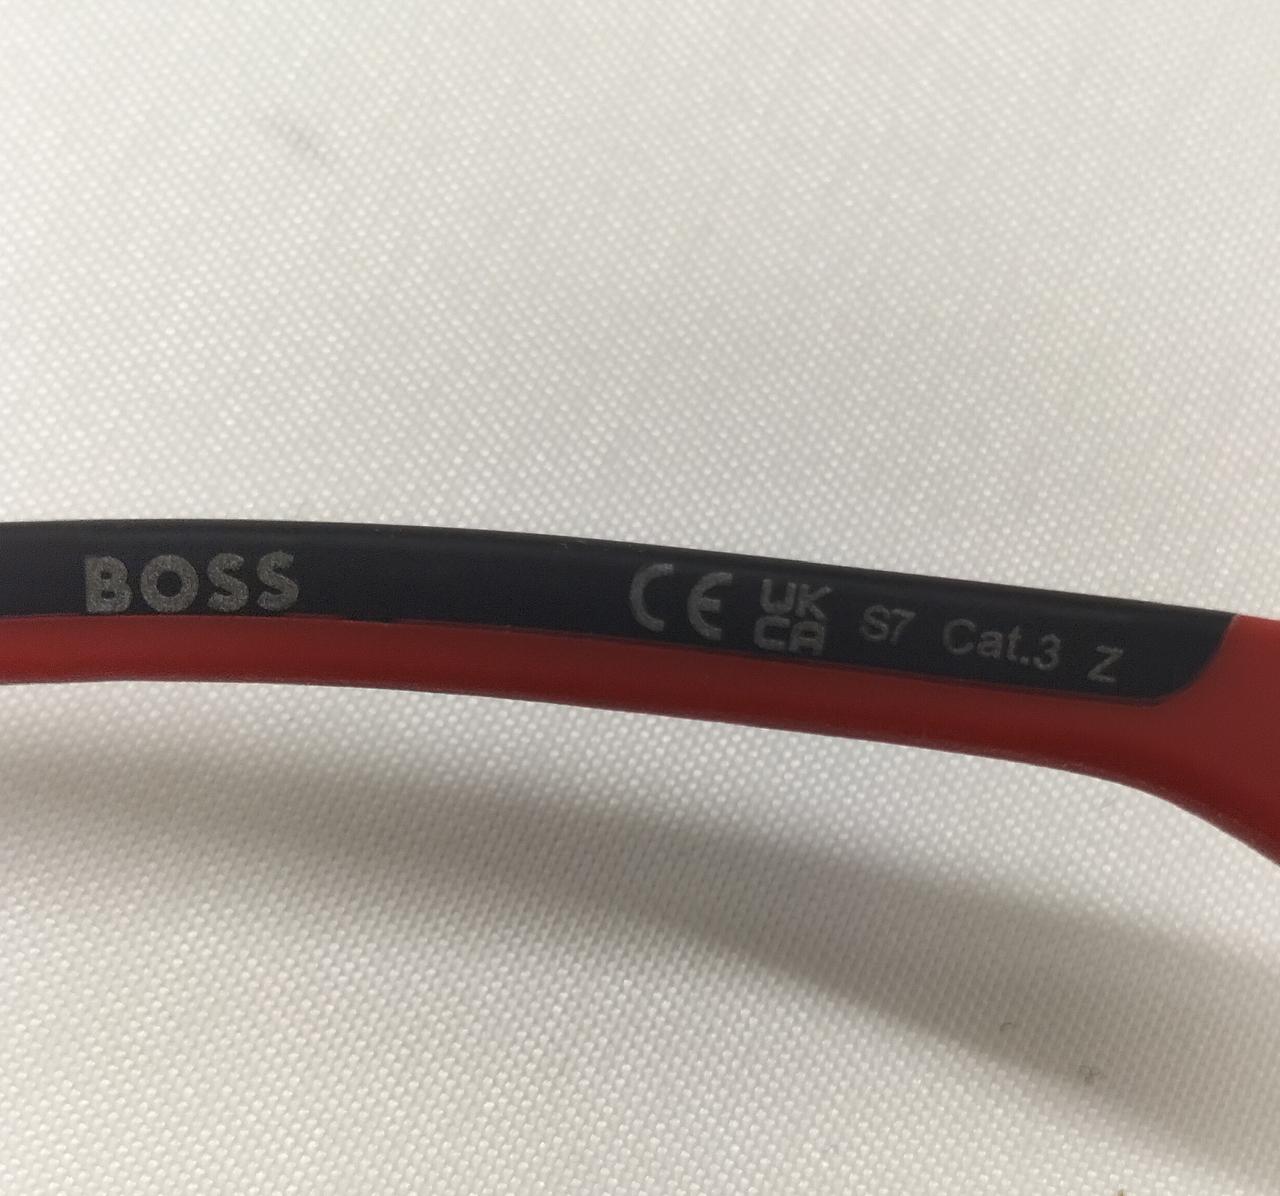 BOSS CE UK CA S7 Cat.3 Z